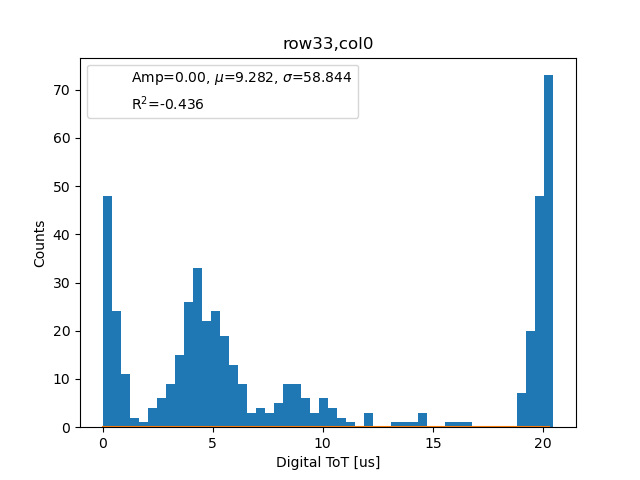 row33,col0
Amp=0.00, μ=9.282, σ=58.844
R²=-0.436
Counts
70
60
50
40
30
20
10
0
0 5 10 15 20
Digital ToT [us]